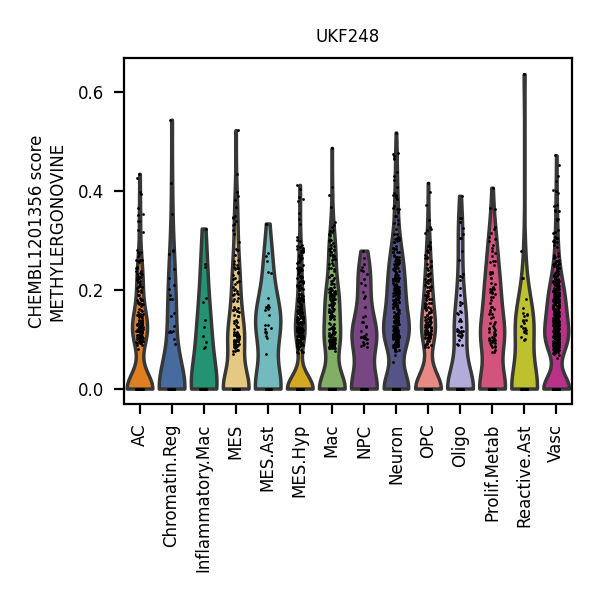 UKF248
CHEMBL1201356 score
METHYLERGONOVINE
0.6
0.4
0.2
0.0
AC
Chromatin.Reg
Inflammatory.Mac
MES
MES.Ast
MES.Hyp
Mac
NPC
Neuron
OPC
Oligo
Prolif.Metab
Reactive.Ast
Vasc